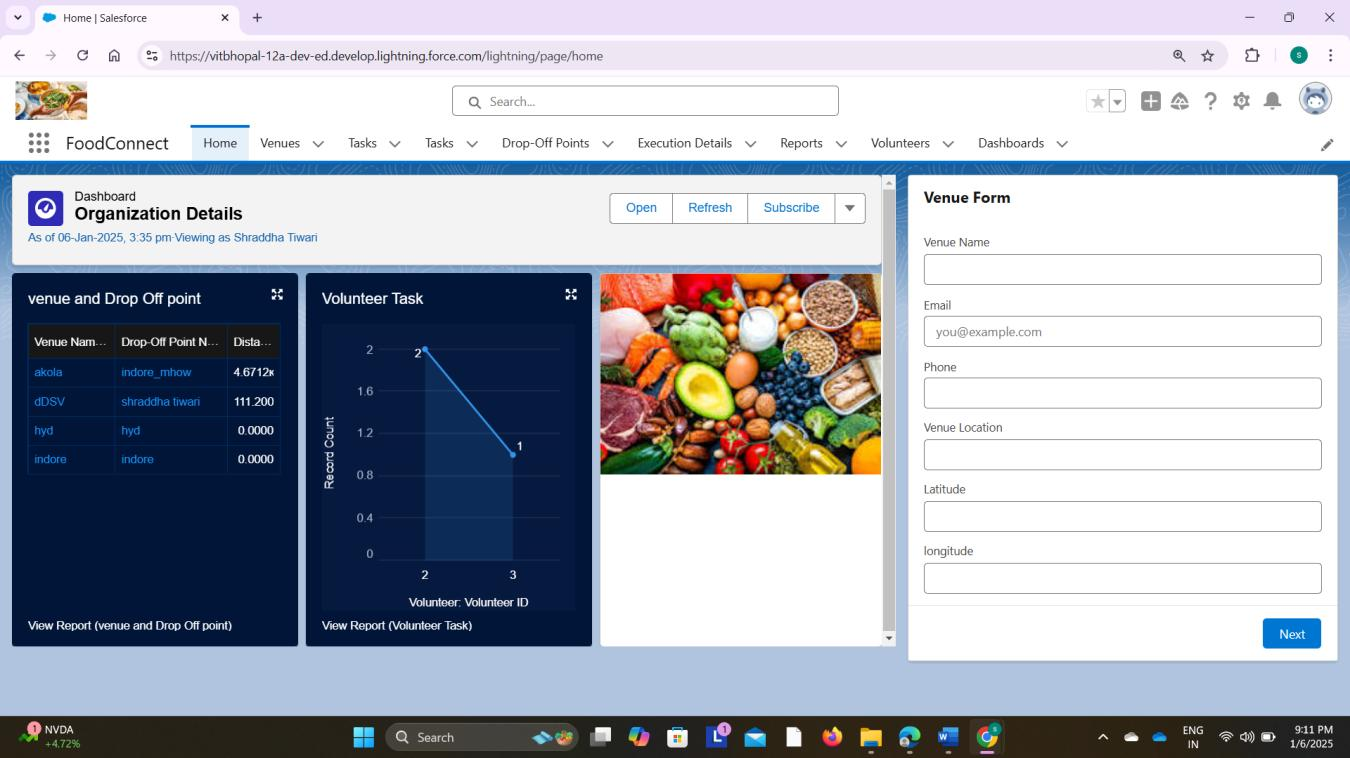 Home | Salesforce
https://vitbhopal-12a-dev-ed.develop.lightning.force.com/lightning/page/home
S
Search...
FoodConnect
Home
Venues
Tasks
Tasks
Drop-Off Points
Execution Details
Reports
Volunteers
Dashboards
Dashboard
Organization Details
As of 06-Jan-2025, 3:35 pm·Viewing as Shraddha Tiwari
Open
Refresh
Subscribe
venue and Drop Off point
Venue Nam... Drop-Off Point N... Dista...
akola indore_mhow 4.6712к
dDSV shraddha tiwari 111.200
hyd hyd 0.0000
indore indore 0.0000
View Report (venue and Drop Off point)
Volunteer Task
Record Count
2
1.6
1.2
0.8
0.4
0
2
1
2 3
Volunteer: Volunteer ID
View Report (Volunteer Task)
Venue Form
Venue Name
Email
you@example.com
Phone
Venue Location
Latitude
longitude
Next
1
NVDA
+4.72%
Search
L
1
W
S
ENG
IN
9:11 PM
1/6/2025